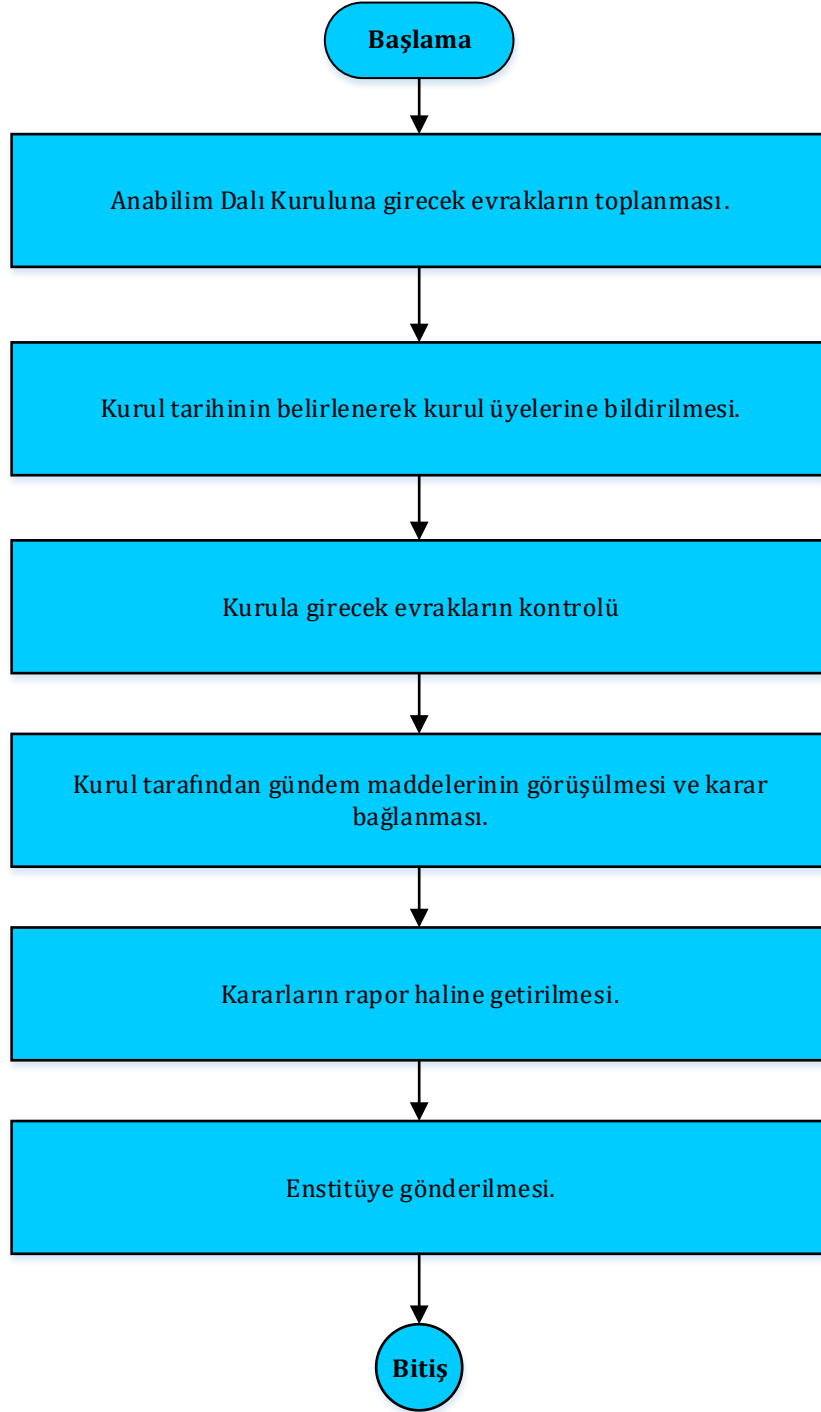 Başlama
Anabilim Dalı Kuruluna girecek evrakların toplanması.
Kurul tarihinin belirlenerek kurul üyelerine bildirilmesi.
Kurula girecek evrakların kontrolü
Kurul tarafından gündem maddelerinin görüşülmesi ve karar
bağlanması.
Kararların rapor haline getirilmesi.
Enstitüye gönderilmesi.
Bitiş